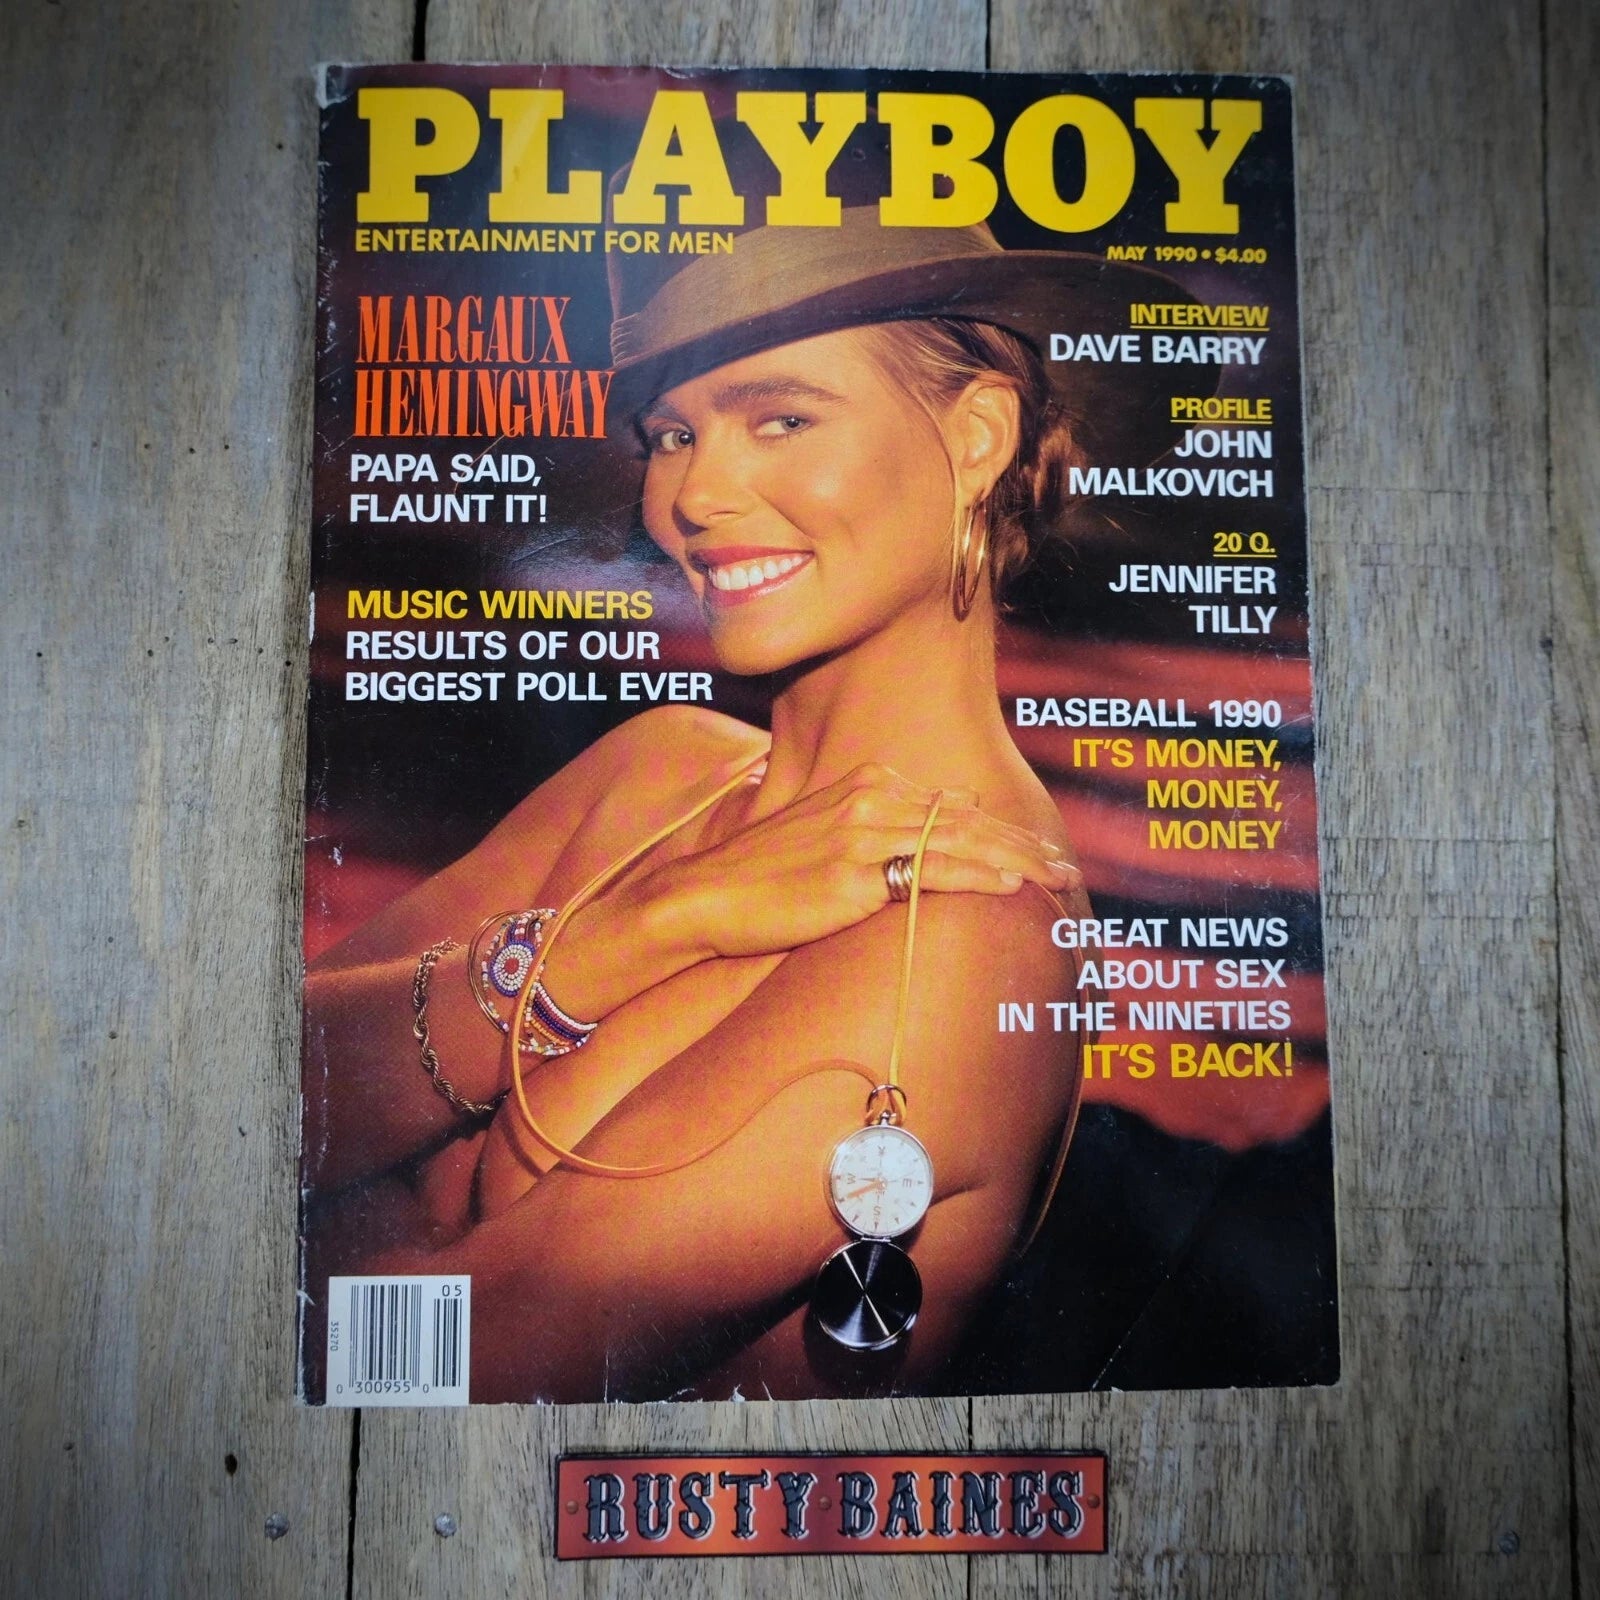 PLAYBOY
ENTERTAINMENT FOR MEN
MAY 1990 • $4.00
MARGAUX
HEMINGWAY
PAPA SAID,
FLAUNT IT!
MUSIC WINNERS
RESULTS OF OUR
BIGGEST POLL EVER
INTERVIEW
DAVE BARRY
PROFILE
JOHN
MALKOVICH
20 Q.
JENNIFER
TILLY
BASEBALL 1990
IT'S MONEY,
MONEY,
MONEY
GREAT NEWS
ABOUT SEX
IN THE NINETIES
IT'S BACK!
W
E
S
05
35270
0 300955 0
RUSTY BAINES